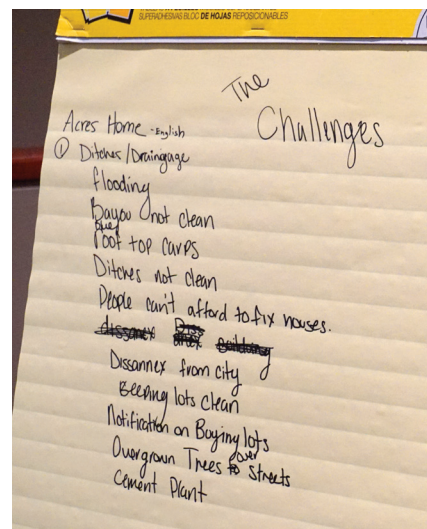 SUPERADHESIVAS BLOC DE HOJAS REPOSICIONABLES
The
Challenges
Acres Home - English
① Ditches/Draingage
flooding
Bayou not clean
Roof top carps
Ditches not clean
People can't afford to fix houses.
Dissannex from city
Keeping lots clean
Notification on Buying lots
Overgrown Trees over Streets
Cement Plant